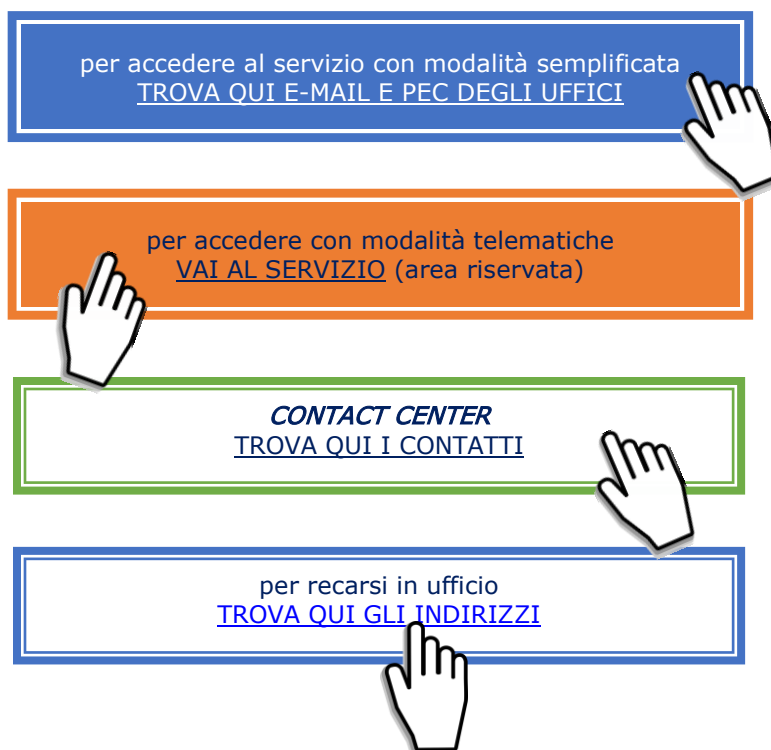 per accedere al servizio con modalità semplificata
TROVA QUI E-MAIL E PEC DEGLI UFFICI
per accedere con modalità telematiche
VAI AL SERVIZIO (area riservata)
CONTACT CENTER
TROVA QUI I CONTATTI
per recarsi in ufficio
TROVA QUI GLI INDIRIZZI